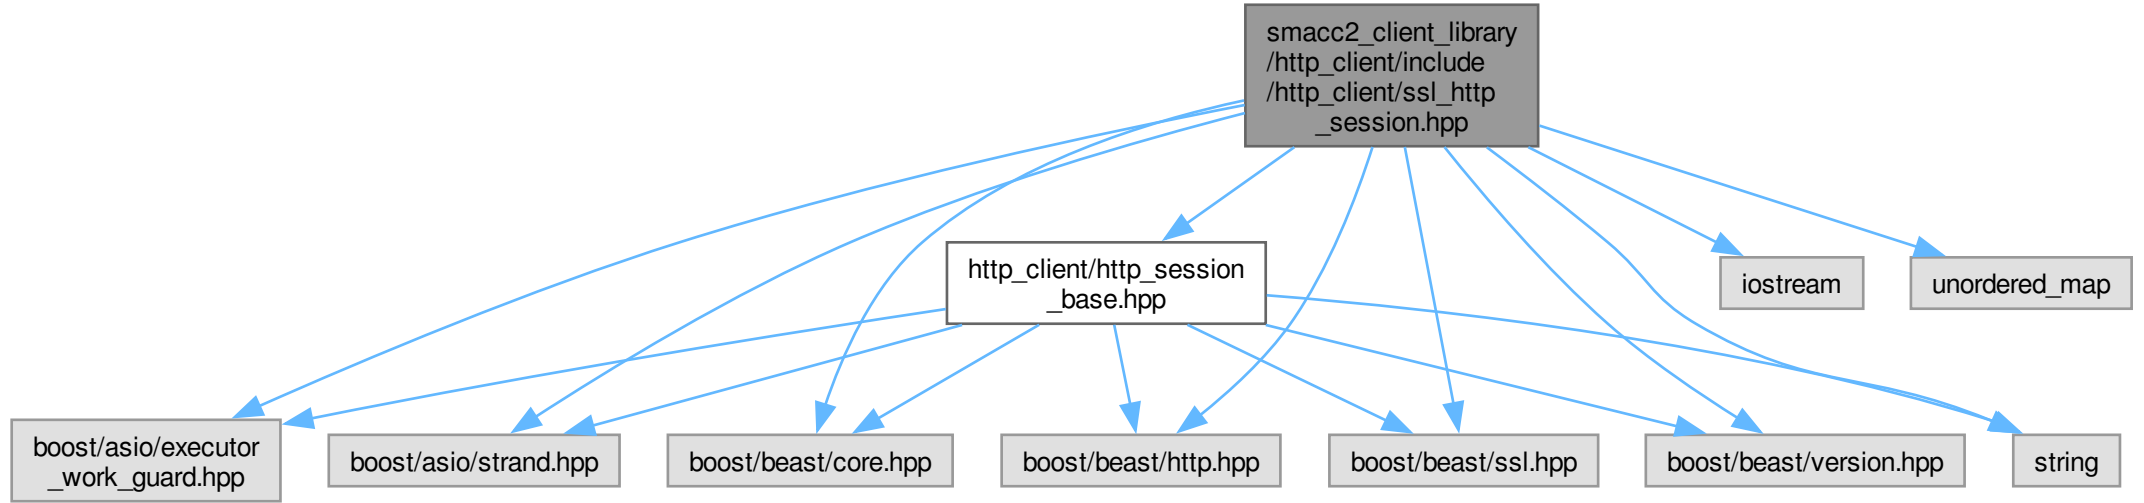 smacc2_client_library
/http_client/include
/http_client/ssl_http
_session.hpp
http_client/http_session
_base.hpp
iostream
unordered_map
boost/asio/executor
_work_guard.hpp
boost/asio/strand.hpp
boost/beast/core.hpp
boost/beast/http.hpp
boost/beast/ssl.hpp
boost/beast/version.hpp
string